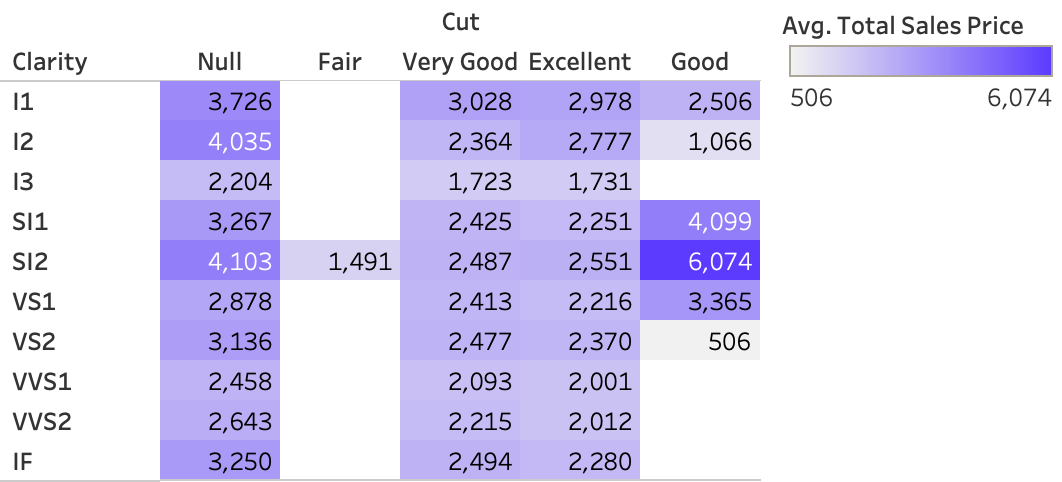 Cut
Avg. Total Sales Price
Clarity Null Fair Very Good Excellent Good
506 6,074
I1 3,726 3,028 2,978 2,506
I2 4,035 2,364 2,777 1,066
I3 2,204 1,723 1,731
SI1 3,267 2,425 2,251 4,099
SI2 4,103 1,491 2,487 2,551 6,074
VS1 2,878 2,413 2,216 3,365
VS2 3,136 2,477 2,370 506
VVS1 2,458 2,093 2,001
VVS2 2,643 2,215 2,012
IF 3,250 2,494 2,280